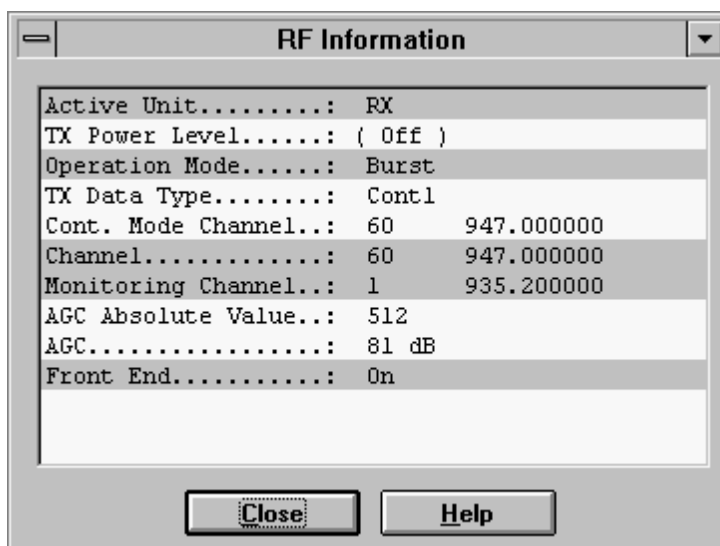 RF Information
Active Unit.........: RX
TX Power Level......: ( Off )
Operation Mode......: Burst
TX Data Type........: Cont1
Cont. Mode Channel..: 60 947.000000
Channel.............: 60 947.000000
Monitoring Channel..: 1 935.200000
AGC Absolute Value..: 512
AGC.................: 81 dB
Front End...........: On
Close Help